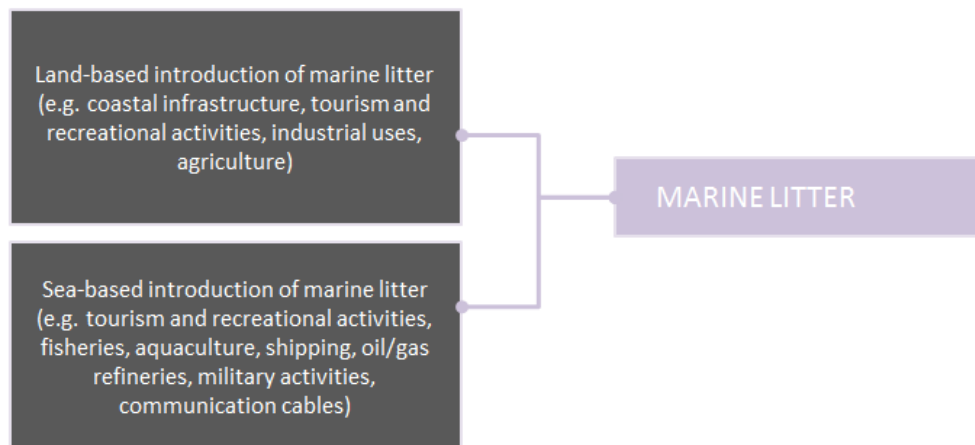 Land-based introduction of marine litter
(e.g. coastal infrastructure, tourism and
recreational activities, industrial uses,
agriculture)
MARINE LITTER
Sea-based introduction of marine litter
(e.g. tourism and recreational activities,
fisheries, aquaculture, shipping, oil/gas
refineries, military activities,
communication cables)